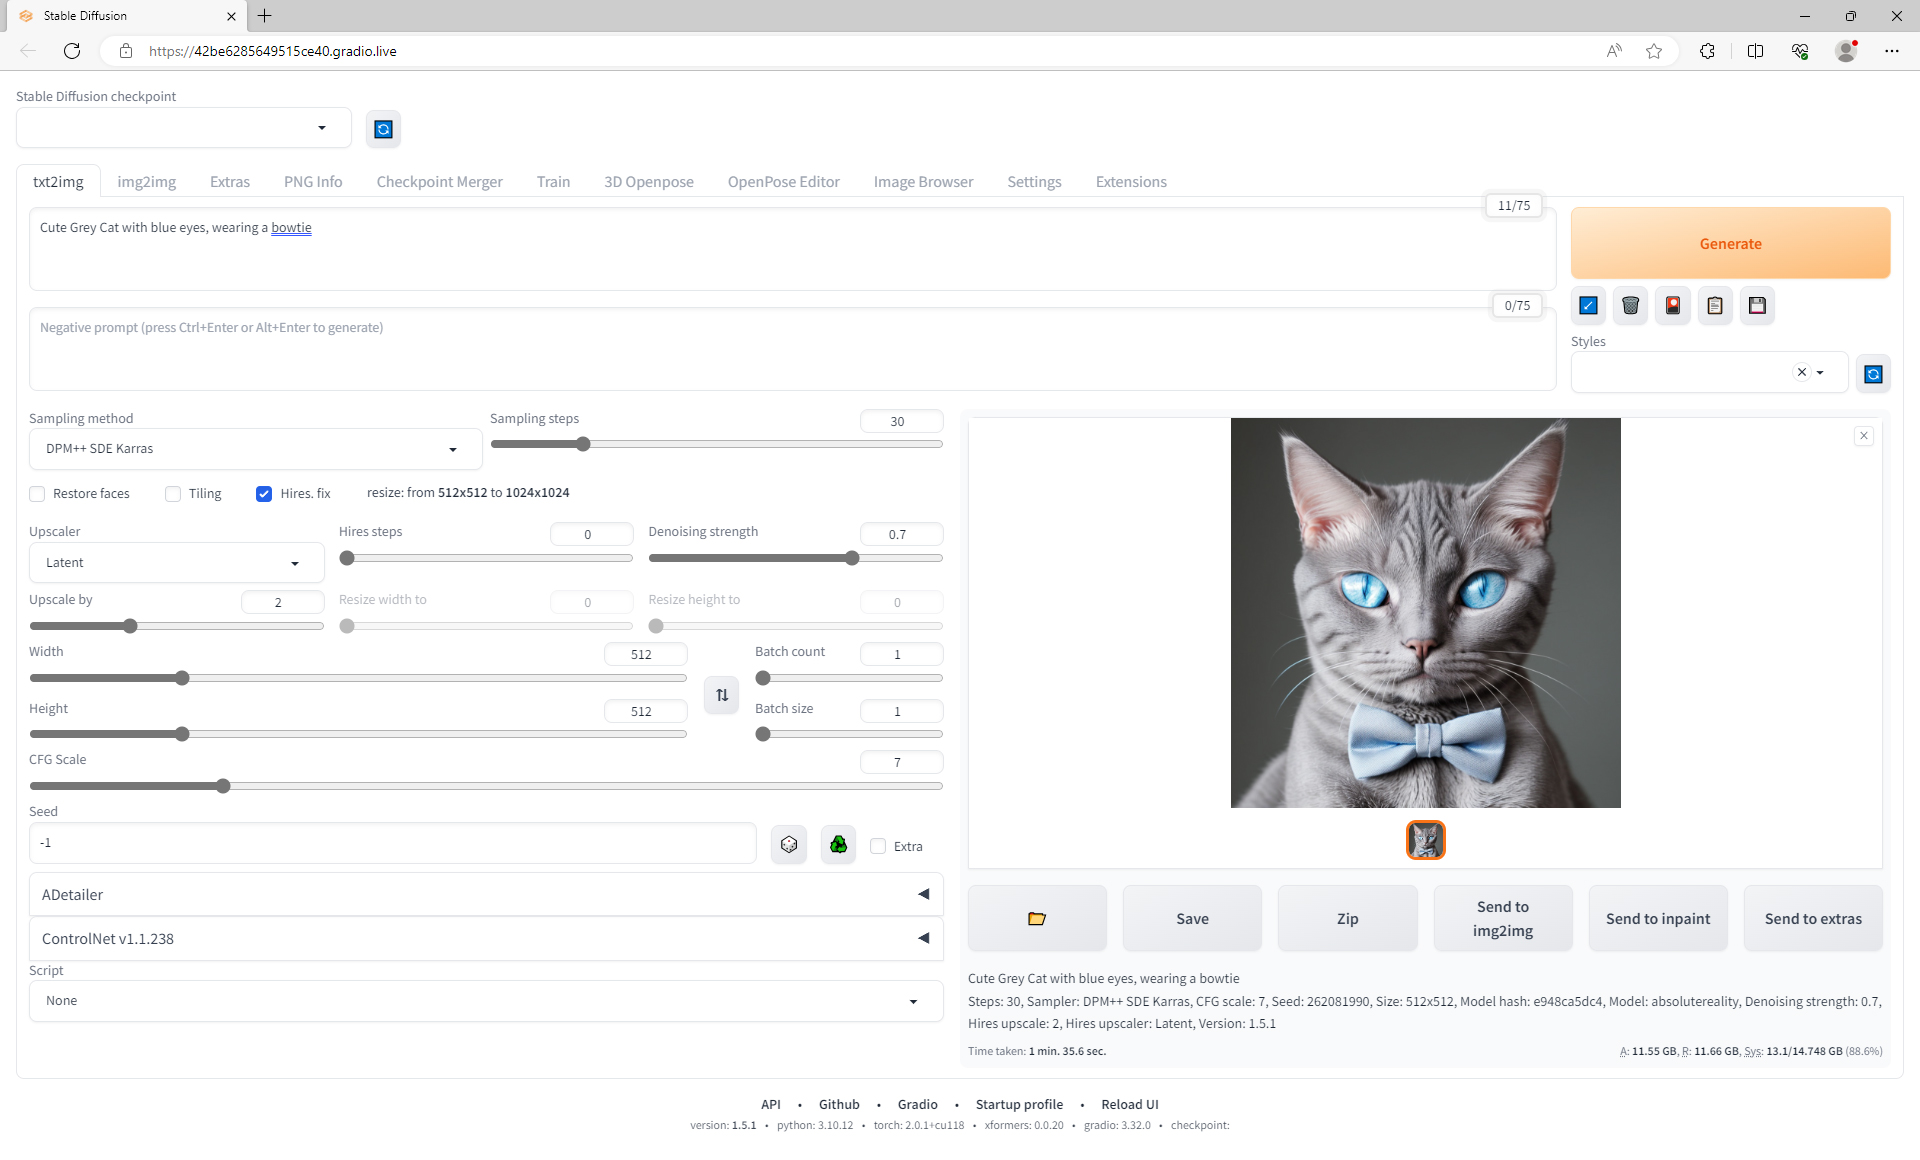 Stable Diffusion
https://42be6285649515ce40.gradio.live
Stable Diffusion checkpoint
txt2img
img2img
Extras
PNG Info
Checkpoint Merger
Train
3D Openpose
OpenPose Editor
Image Browser
Settings
Extensions
11/75
Cute Grey Cat with blue eyes, wearing a bowtie
Generate
0/75
Negative prompt (press Ctrl+Enter or Alt+Enter to generate)
Styles
Sampling method
DPM++ SDE Karras
Sampling steps
30
Restore faces
Tiling
Hires. fix
resize: from 512x512 to 1024x1024
Upscaler
Latent
Hires steps
0
Denoising strength
0.7
Upscale by
2
Resize width to
0
Resize height to
0
Width
512
Batch count
1
Height
512
Batch size
1
CFG Scale
7
Seed
-1
Extra
ADetailer
ControlNet v1.1.238
Script
None
Save
Zip
Send to
img2img
Send to inpaint
Send to extras
Cute Grey Cat with blue eyes, wearing a bowtie
Steps: 30, Sampler: DPM++ SDE Karras, CFG scale: 7, Seed: 262081990, Size: 512x512, Model hash: e948ca5dc4, Model: absolutereality, Denoising strength: 0.7,
Hires upscale: 2, Hires upscaler: Latent, Version: 1.5.1
Time taken: 1 min. 35.6 sec.
A: 11.55 GB, R: 11.66 GB, Sys: 13.1/14.748 GB (88.6%)
API • Github • Gradio • Startup profile • Reload UI
version: 1.5.1 • python: 3.10.12 • torch: 2.0.1+cu118 • xformers: 0.0.20 • gradio: 3.32.0 • checkpoint: